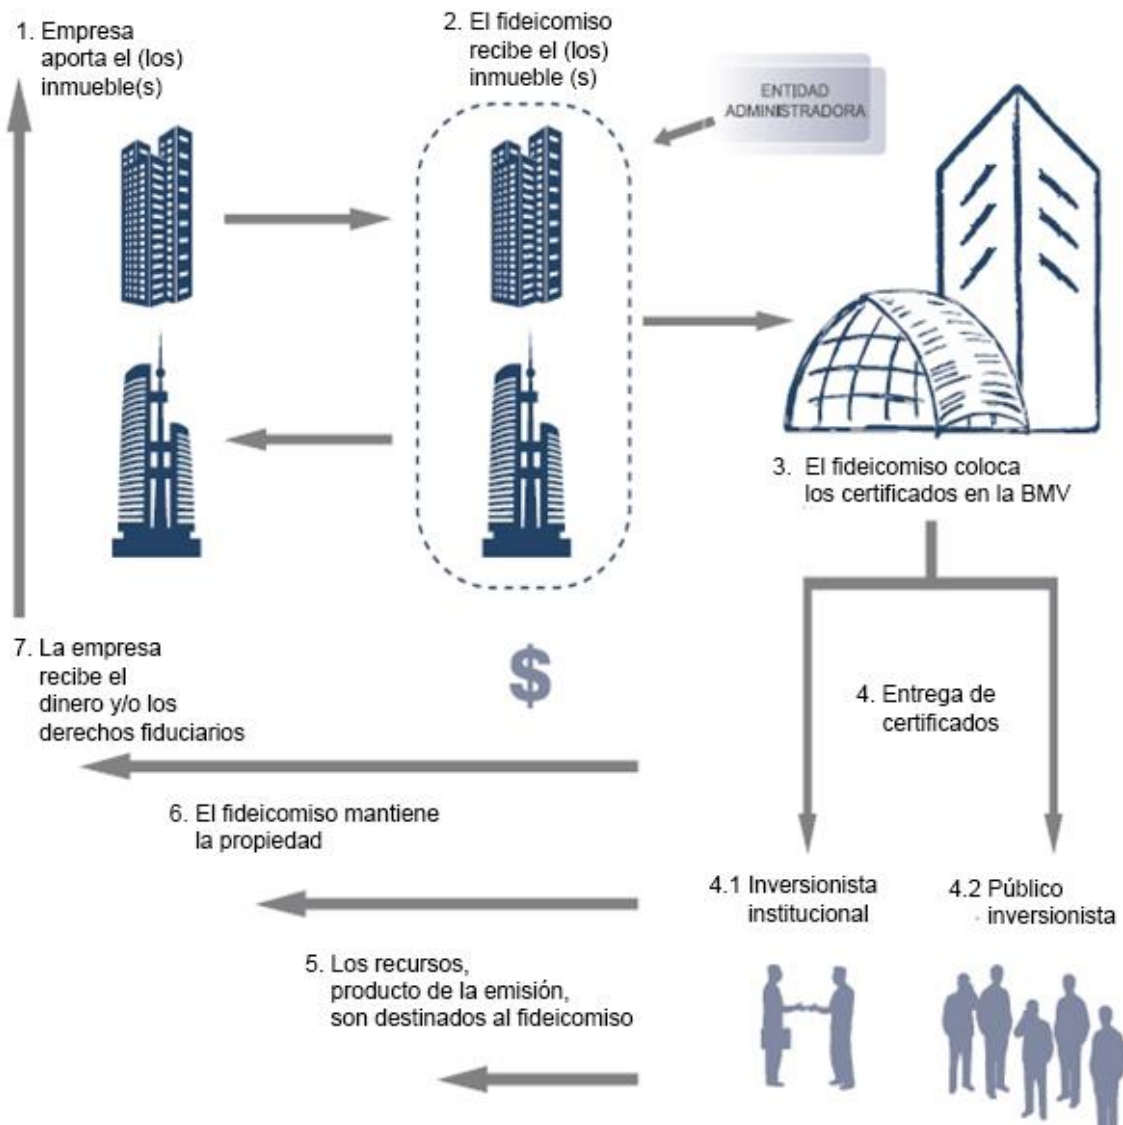 1. Empresa
aporta el (los)
inmueble(s)
2. El fideicomiso
recibe el (los)
inmueble (s)
ENTIDAD
ADMINISTRADORA
3. El fideicomiso coloca
los certificados en la BMV
4. Entrega de
certificados
4.1 Inversionista
institucional
4.2 Público
inversionista
5. Los recursos,
producto de la emisión,
son destinados al fideicomiso
6. El fideicomiso mantiene
la propiedad
7. La empresa
recibe el
dinero y/o los
derechos fiduciarios
$